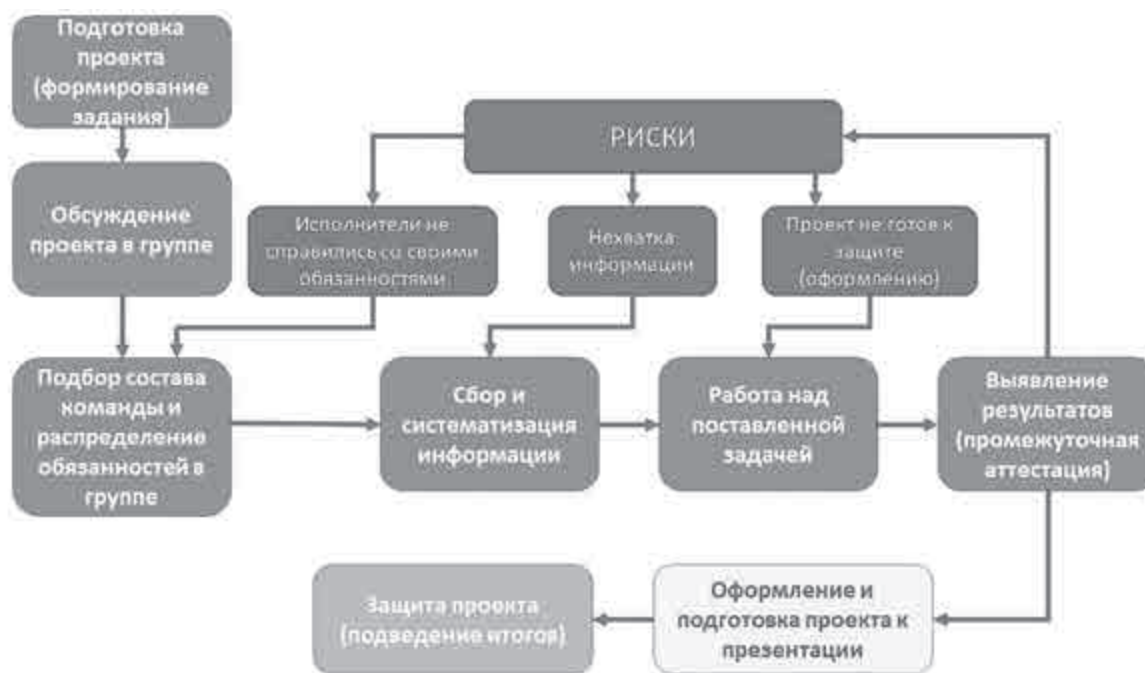 Подготовка
проекта
(формирование
задания)
РИСКИ
Обсуждение
проекта в группе
Исполнители не
справились со своими
обязанностями
Нехватка
информации
Проект не готов к
защите
(оформлению)
Подбор состава
команды и
распределение
обязанностей в
группе
Сбор и
систематизация
информации
Работа над
поставленной
задачей
Выявление
результатов
(промежуточная
аттестация)
Защита проекта
(подведение итогов)
Оформление и
подготовка проекта к
презентации